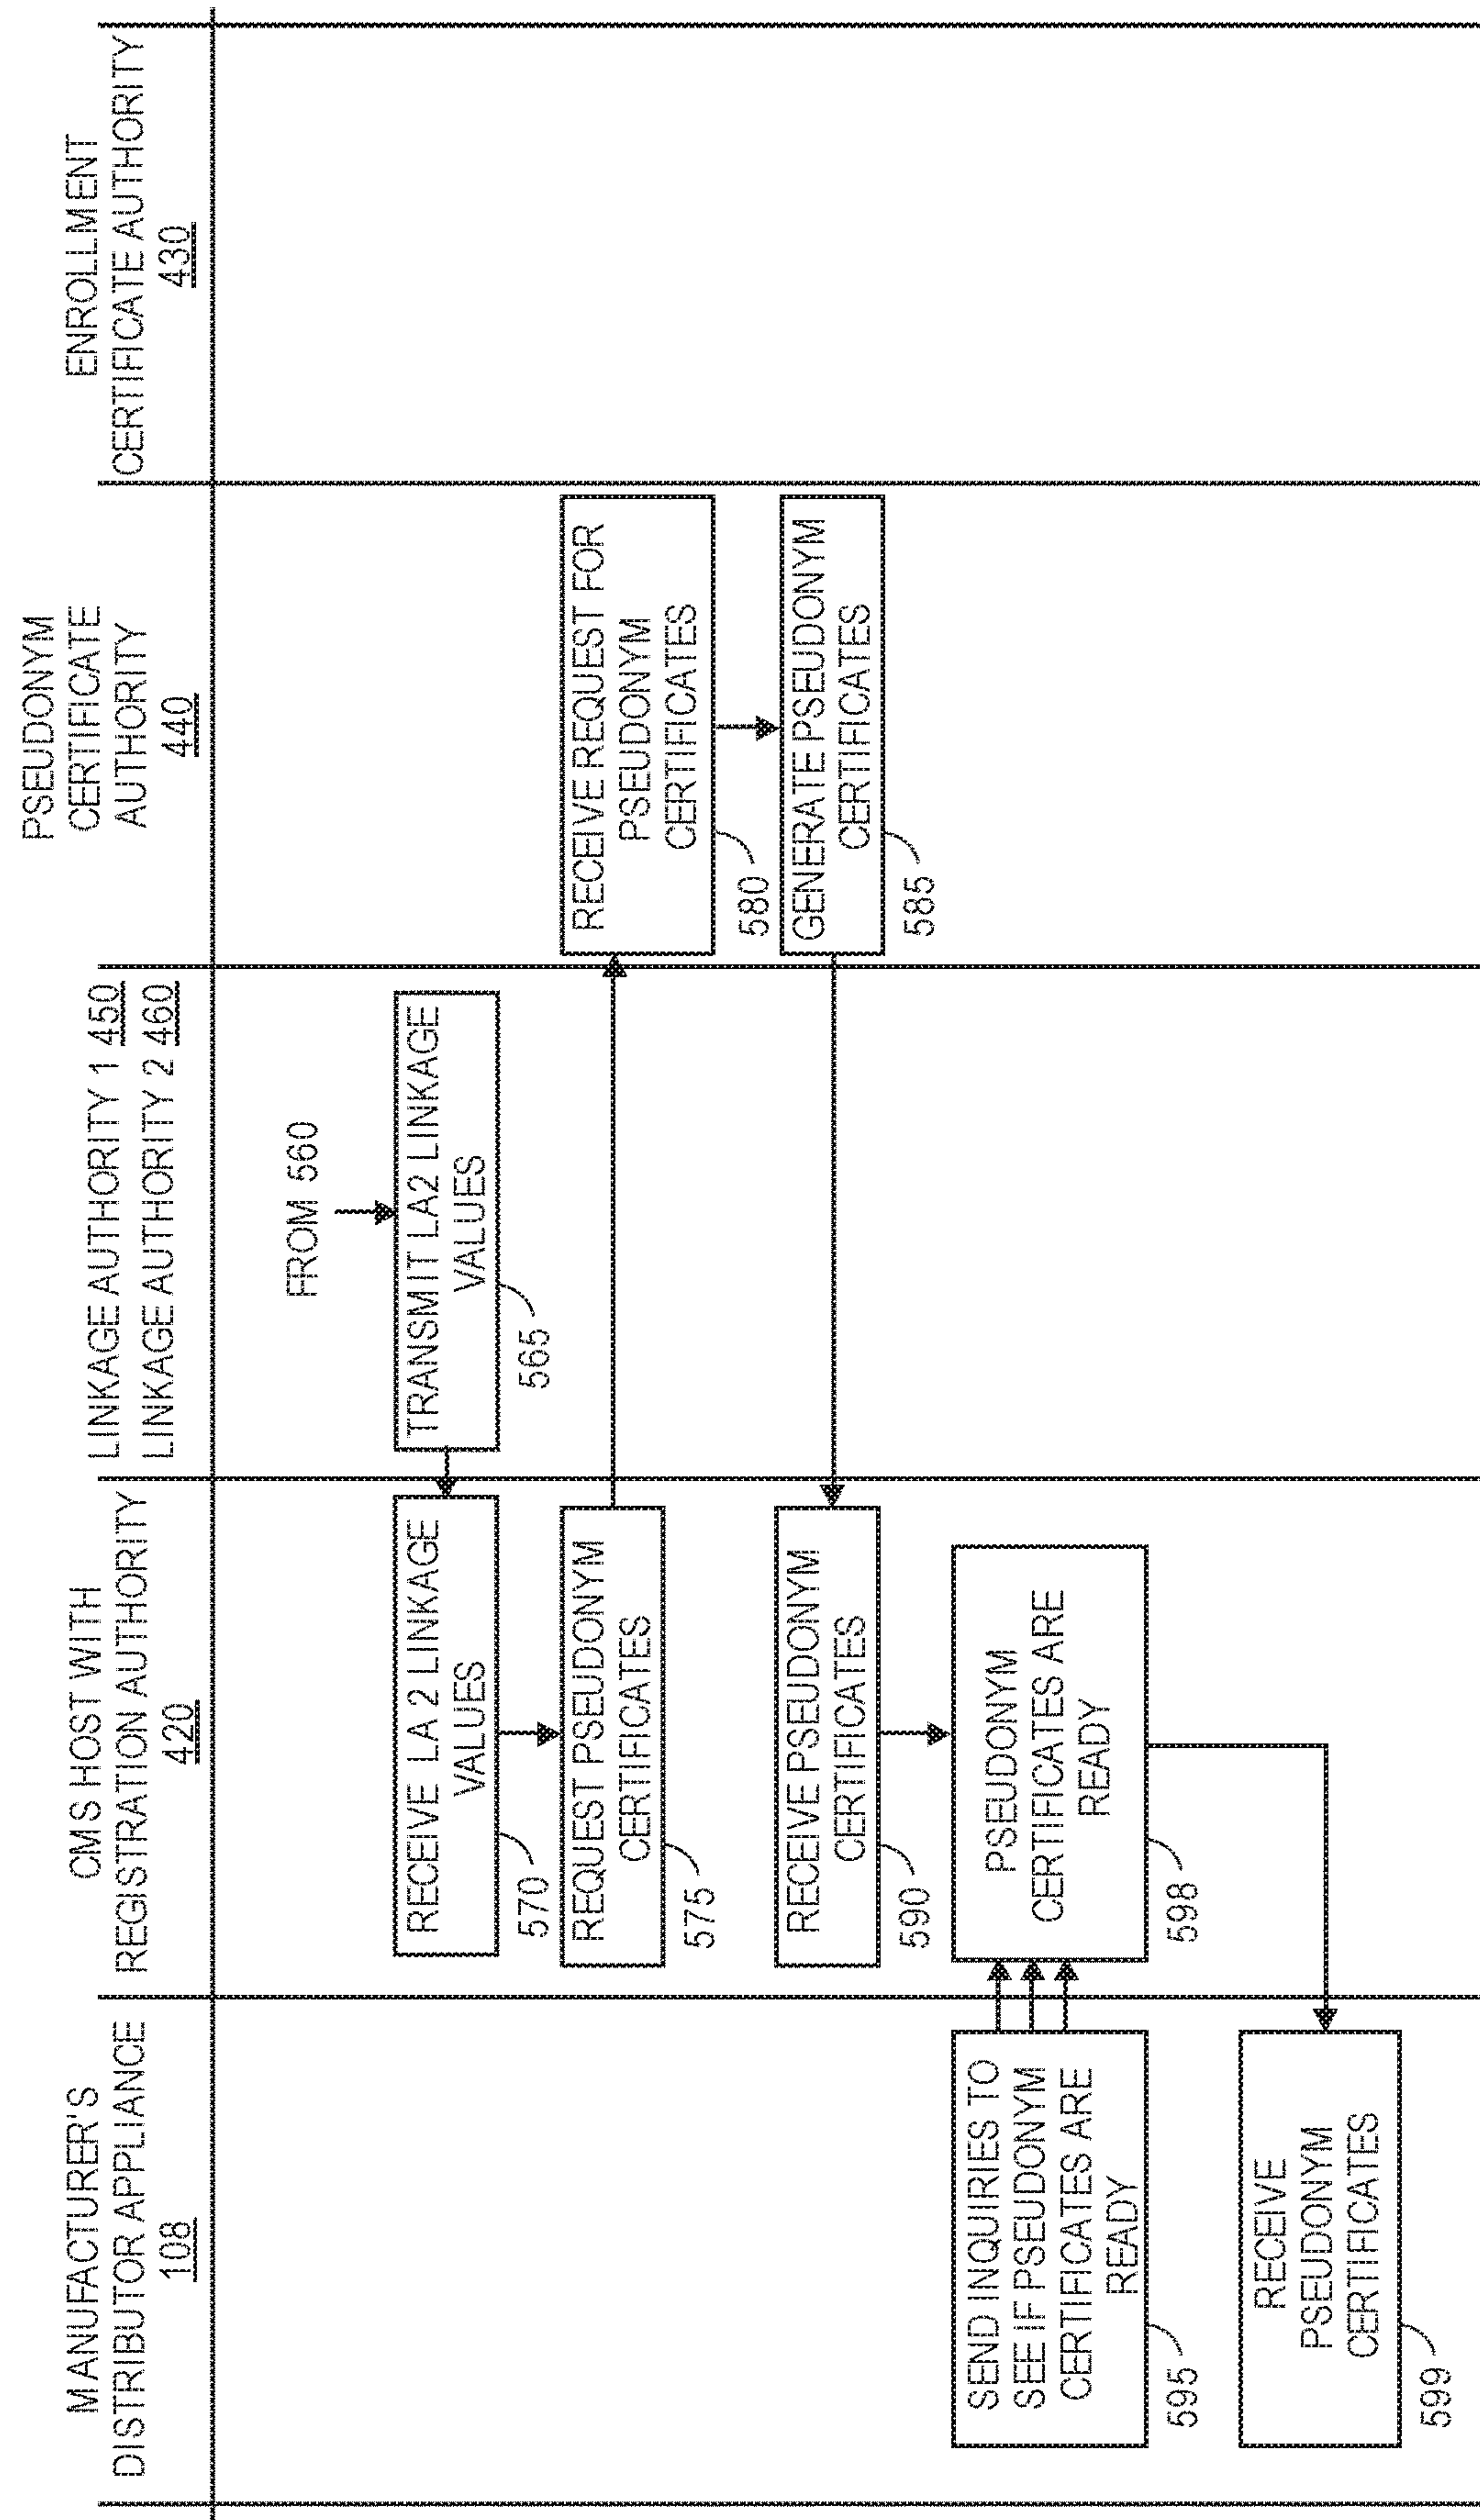 MANUFACTURER'S
DISTRIBUTOR APPLIANCE
108
CMS HOST WITH
REGISTRATION AUTHORITY
420
LINKAGE AUTHORITY 1 450
LINKAGE AUTHORITY 2 460
PSEUDONYM
CERTIFICATE
AUTHORITY
440
ENROLLMENT
CERTIFICATE AUTHORITY
430
FROM 560
TRANSMIT LA2 LINKAGE
VALUES
565
RECEIVE LA 2 LINKAGE
VALUES
570
REQUEST PSEUDONYM
CERTIFICATES
575
RECEIVE REQUEST FOR
PSEUDONYM
CERTIFICATES
580
GENERATE PSEUDONYM
CERTIFICATES
585
RECEIVE PSEUDONYM
CERTIFICATES
590
SEND INQUIRIES TO
SEE IF PSEUDONYM
CERTIFICATES ARE
READY
595
PSEUDONYM
CERTIFICATES ARE
READY
598
RECEIVE
PSEUDONYM
CERTIFICATES
599